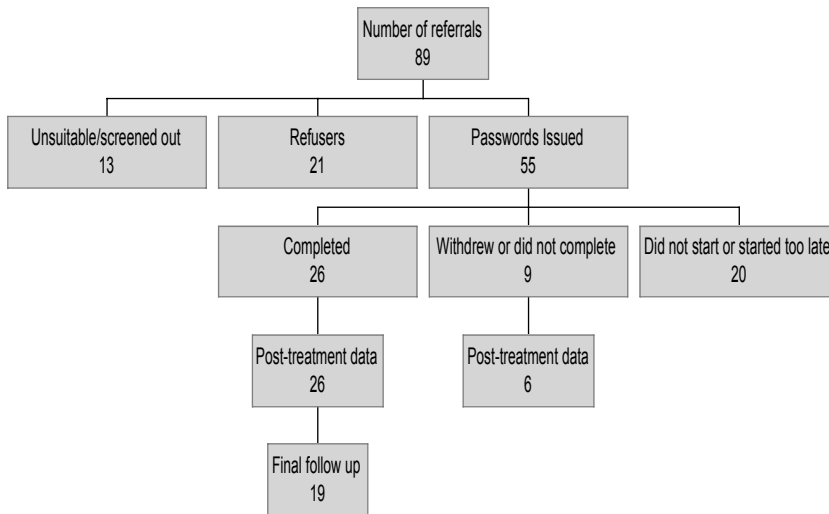 Number of referrals
89
Unsuitable/screened out
13
Refusers
21
Passwords Issued
55
Completed
26
Withdrew or did not complete
9
Did not start or started too late
20
Post-treatment data
26
Post-treatment data
6
Final follow up
19